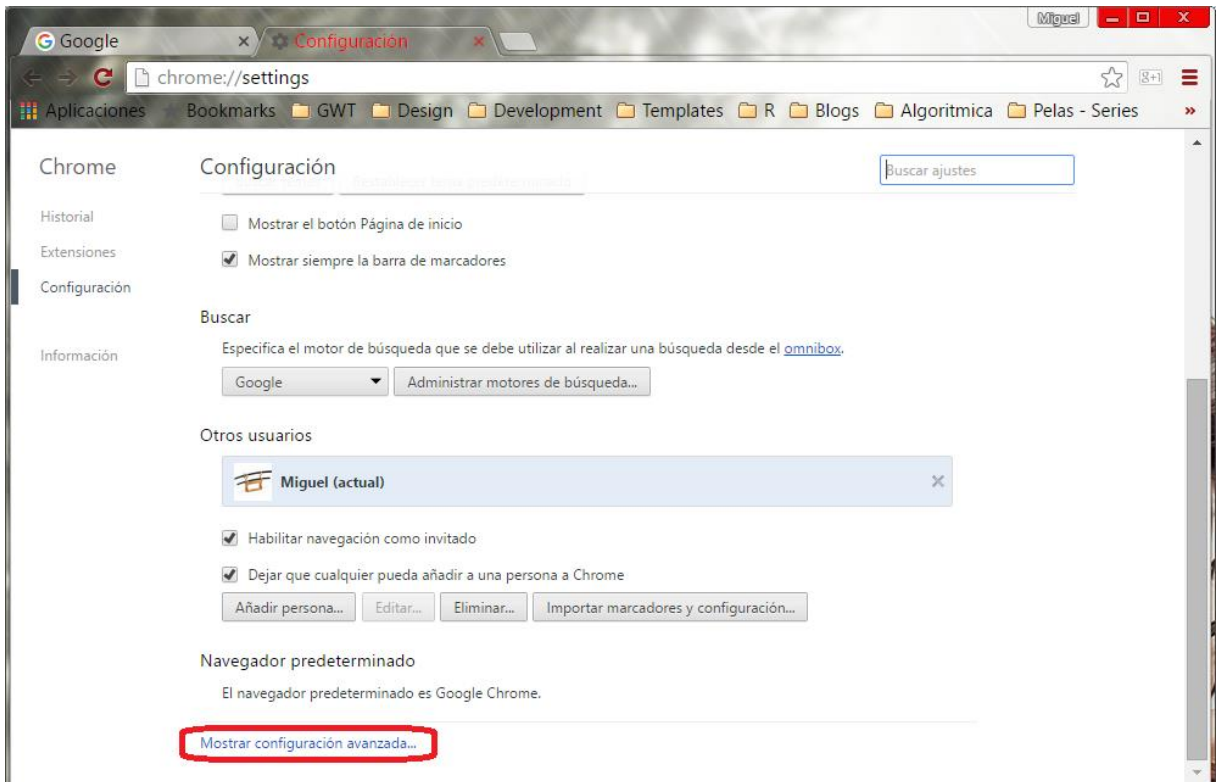 Miguel
Google
Configuración
chrome://settings
Aplicaciones Bookmarks GWT Design Development Templates R Blogs Algoritmica Pelas - Series »
Chrome
Configuración
Buscar ajustes
Historial
Extensiones
Configuración
Información
Mostrar el botón Página de inicio
Mostrar siempre la barra de marcadores
Buscar
Especifica el motor de búsqueda que se debe utilizar al realizar una búsqueda desde el omnibox.
Google Administrar motores de búsqueda...
Otros usuarios
Miguel (actual)
Habilitar navegación como invitado
Dejar que cualquier pueda añadir a una persona a Chrome
Añadir persona... Editar... Eliminar... Importar marcadores y configuración...
Navegador predeterminado
El navegador predeterminado es Google Chrome.
Mostrar configuración avanzada...